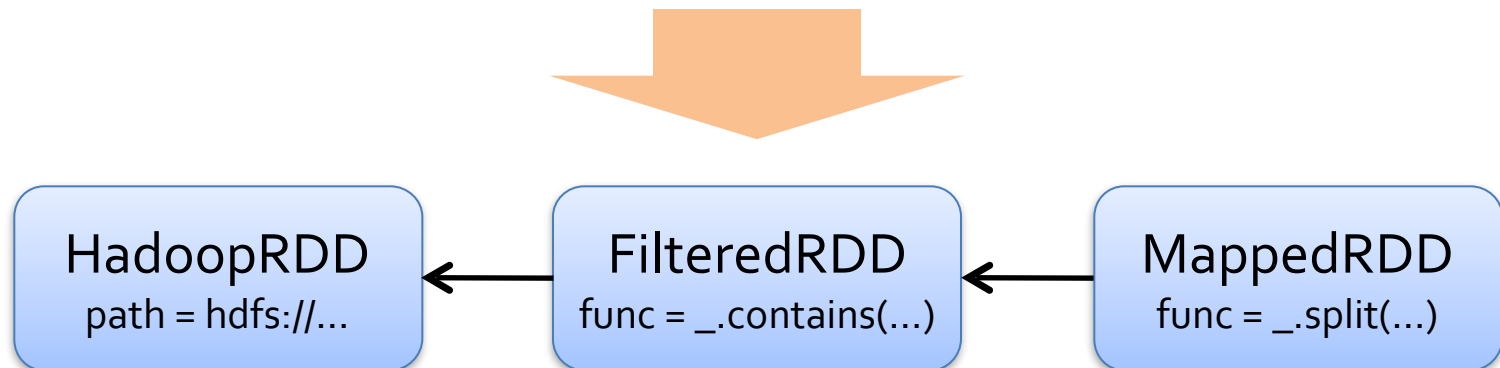 HadoopRDD
path = hdfs://...
FilteredRDD
func = _.contains(...)
MappedRDD
func = _.split(...)